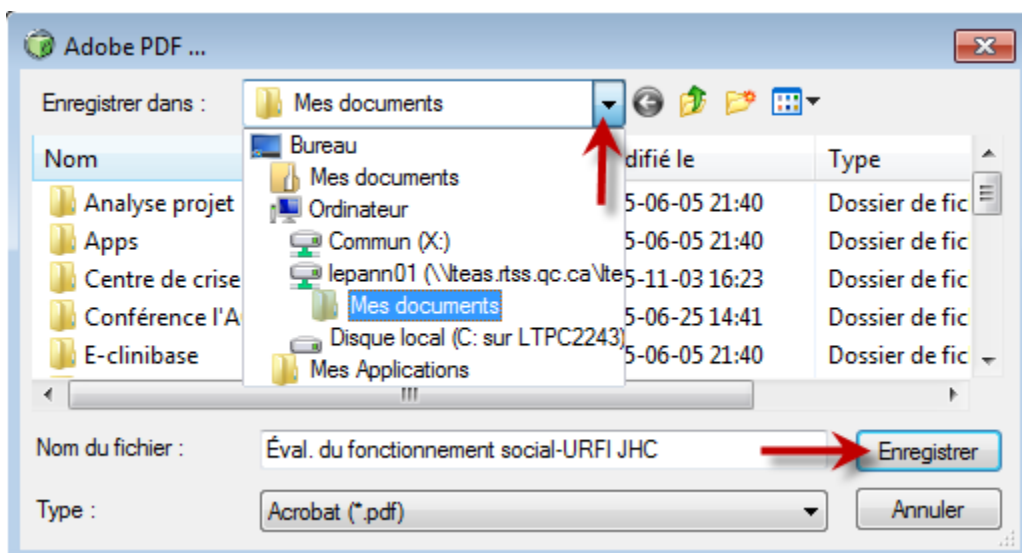 Adobe PDF ...
Enregistrer dans :
Mes documents
Bureau
Mes documents
Ordinateur
Commun (X:)
lepann01 (\\lteas.rtss.qc.ca\lte
Mes documents
Disque local (C: sur LTPC2243)
Mes Applications
Nom
difié le
Type
Analyse projet
5-06-05 21:40
Dossier de fic
Apps
5-06-05 21:40
Dossier de fic
Centre de crise
5-11-03 16:23
Dossier de fic
Conférence l'A
5-06-25 14:41
Dossier de fic
E-clinibase
5-06-05 21:40
Dossier de fic
Nom du fichier :
Éval. du fonctionnement social-URFI JHC
Enregistrer
Type :
Acrobat (*.pdf)
Annuler